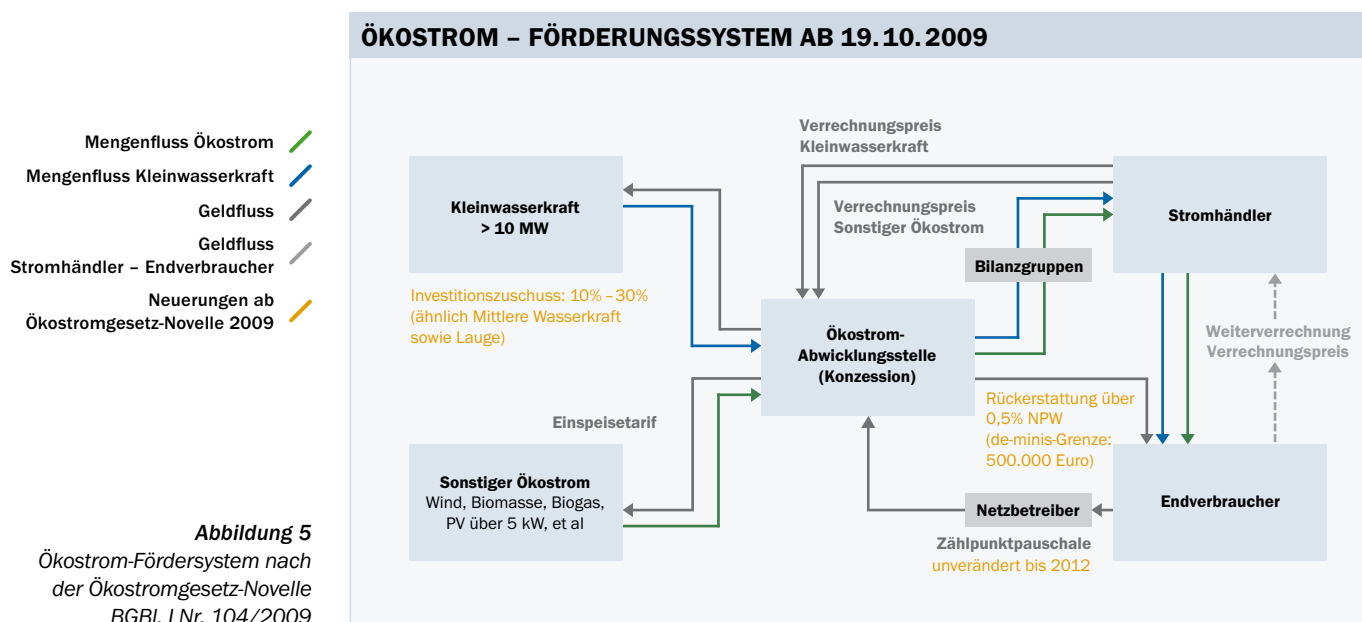 ÖKOSTROM – FÖRDERUNGSSYSTEM AB 19.10.2009
Mengenfluss Ökostrom
Mengenfluss Kleinwasserkraft
Geldfluss
Geldfluss
Stromhändler – Endverbraucher
Neuerungen ab
Ökostromgesetz-Novelle 2009
Abbildung 5
Ökostrom-Fördersystem nach
der Ökostromgesetz-Novelle
BGBl. I Nr. 104/2009
Verrechnungspreis
Kleinwasserkraft
Kleinwasserkraft
> 10 MW
Verrechnungspreis
Sonstiger Ökostrom
Stromhändler
Bilanzgruppen
Investitionszuschuss: 10% – 30%
(ähnlich Mittlere Wasserkraft
sowie Lauge)
Ökostrom-
Abwicklungsstelle
(Konzession)
Weiterverrechnung
Verrechnungspreis
Einspeisetarif
Rückerstattung über
0,5% NPW
(de-minis-Grenze:
500.000 Euro)
Sonstiger Ökostrom
Wind, Biomasse, Biogas,
PV über 5 kW, et al
Netzbetreiber
Endverbraucher
Zählpunktpauschale
unverändert bis 2012